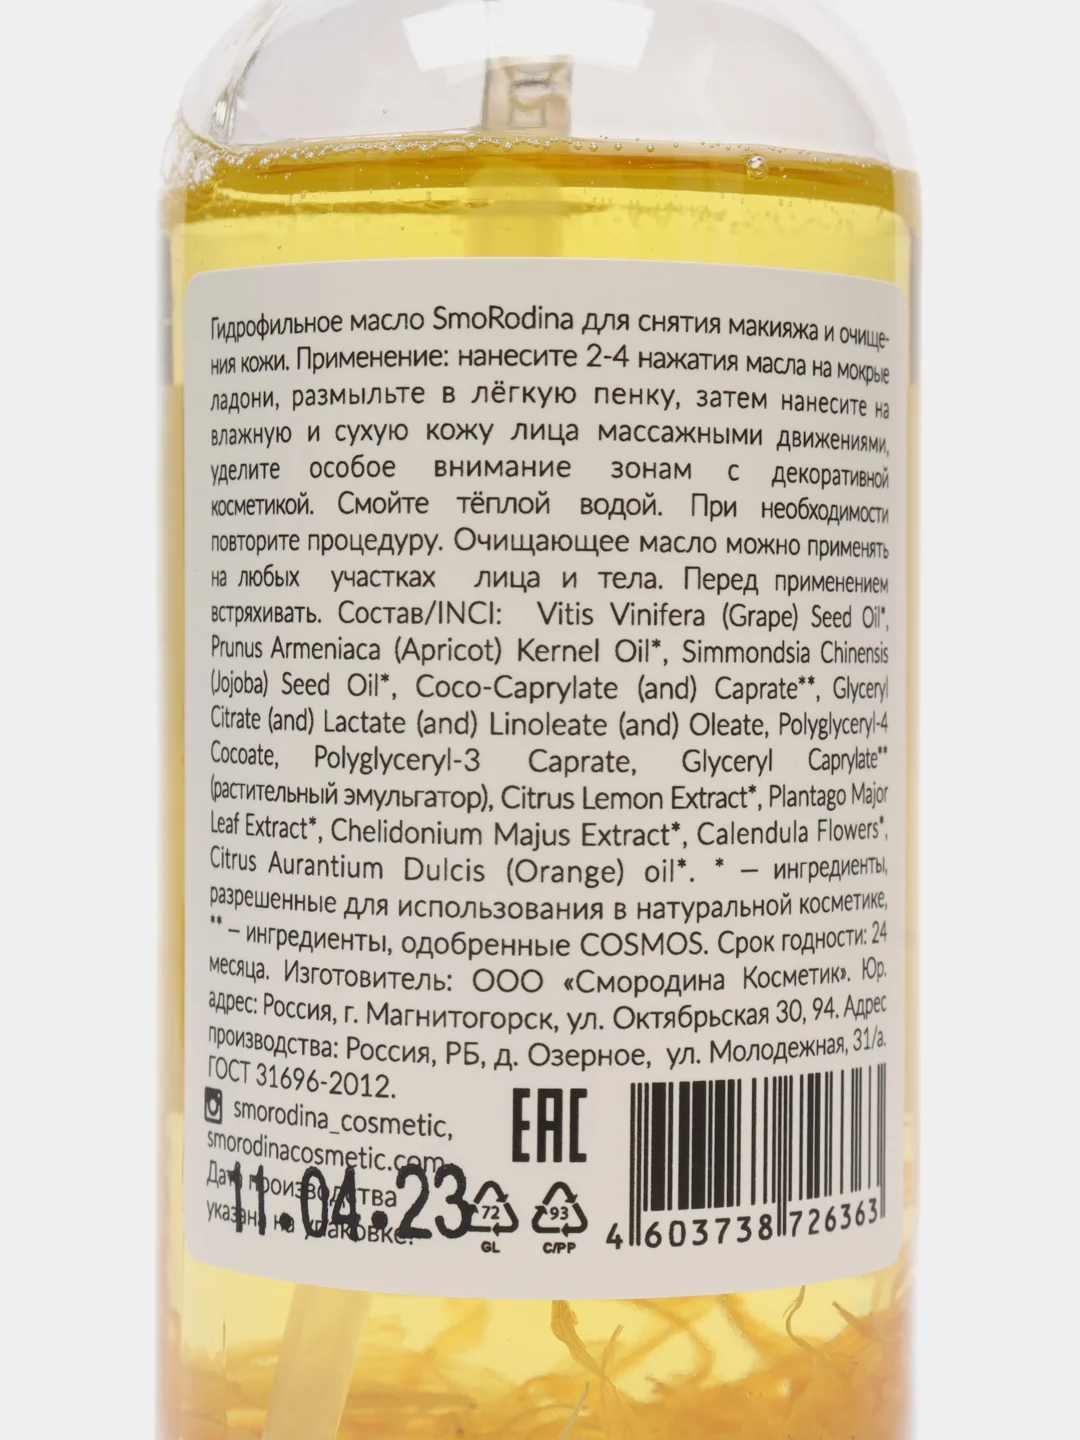 Гидрофильное масло SmoRodina для снятия макияжа и очище-
ния кожи. Применение: нанесите 2-4 нажатия масла на мокрые
ладони, размыльте в лёгкую пенку, затем нанесите на
влажную и сухую кожу лица массажными движениями,
уделите особое внимание зонам с декоративной
косметикой. Смойте тёплой водой. При необходимости
повторите процедуру. Очищающее масло можно применять
на любых участках лица и тела. Перед применением
встряхивать. Состав/INCI: Vitis Vinifera (Grape) Seed Oil*,
Prunus Armeniaca (Apricot) Kernel Oil*, Simmondsia Chinensis
(Jojoba) Seed Oil*, Coco-Caprylate (and) Caprate**, Glyceryl
Citrate (and) Lactate (and) Linoleate (and) Oleate, Polyglyceryl-4
Cocoate, Polyglyceryl-3 Caprate, Glyceryl Caprylate**
(растительный эмульгатор), Citrus Lemon Extract*, Plantago Major
Leaf Extract*, Chelidonium Majus Extract*, Calendula Flowers*,
Citrus Aurantium Dulcis (Orange) oil*. * – ингредиенты,
разрешенные для использования в натуральной косметике,
** – ингредиенты, одобренные COSMOS. Срок годности: 24
месяца. Изготовитель: ООО «Смородина Косметик». Юр.
адрес: Россия, г. Магнитогорск, ул. Октябрьская 30, 94. Адрес
производства: Россия, РБ, д. Озерное, ул. Молодежная, 31/а.
ГОСТ 31696-2012.
smorodina_cosmetic,
smorodinacosmetic.com
Дата производства
указана на упаковке.
11.04.23
EAC
72
GL
93
C/PP
4 603738 726363